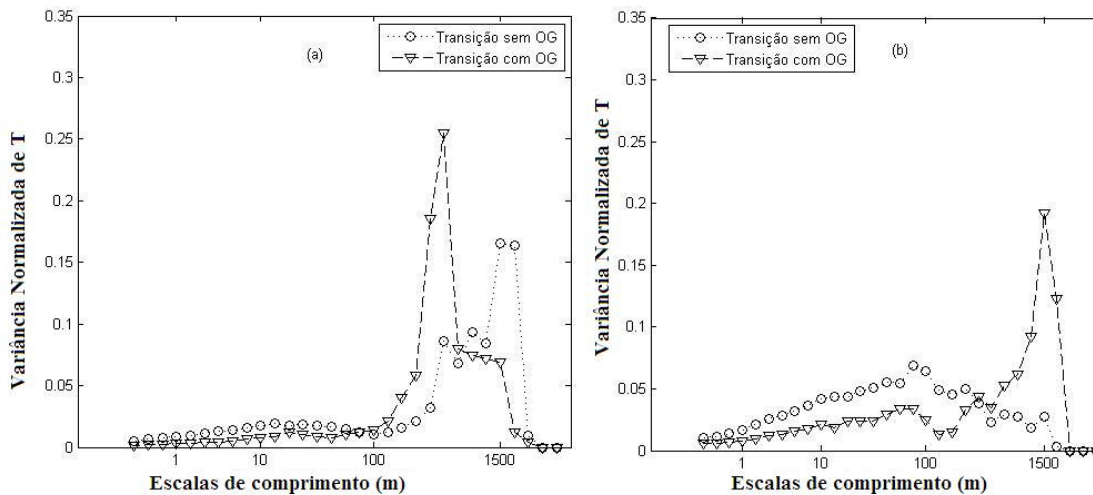 0.35
0.3
0.25
0.2
0.15
0.1
0.05
0
Variância Normalizada de T
(a)
Transição sem OG
Transição com OG
1
10
100
1500
Escalas de comprimento (m)
0.35
0.3
0.25
0.2
0.15
0.1
0.05
0
Variância Normalizada de T
Transição sem OG
Transição com OG
(b)
1
10
100
1500
Escalas de comprimento (m)